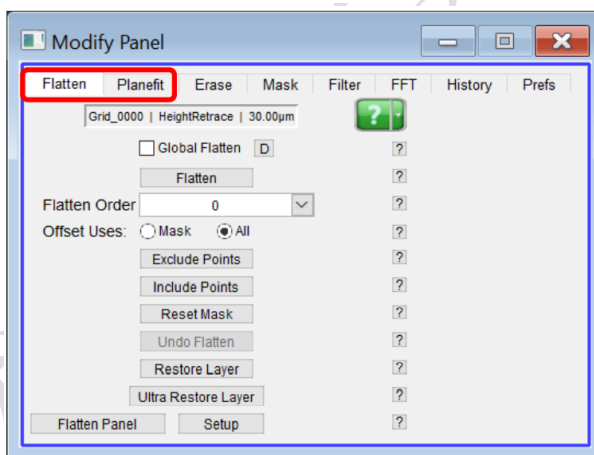 Modify Panel
Flatten Planefit Erase Mask Filter FFT History Prefs
Grid_0000 | HeightRetrace | 30.00µm ?
Global Flatten D ?
Flatten ?
Flatten Order 0 ?
Offset Uses: Mask All ?
Exclude Points ?
Include Points ?
Reset Mask ?
Undo Flatten ?
Restore Layer ?
Ultra Restore Layer ?
Flatten Panel Setup ?